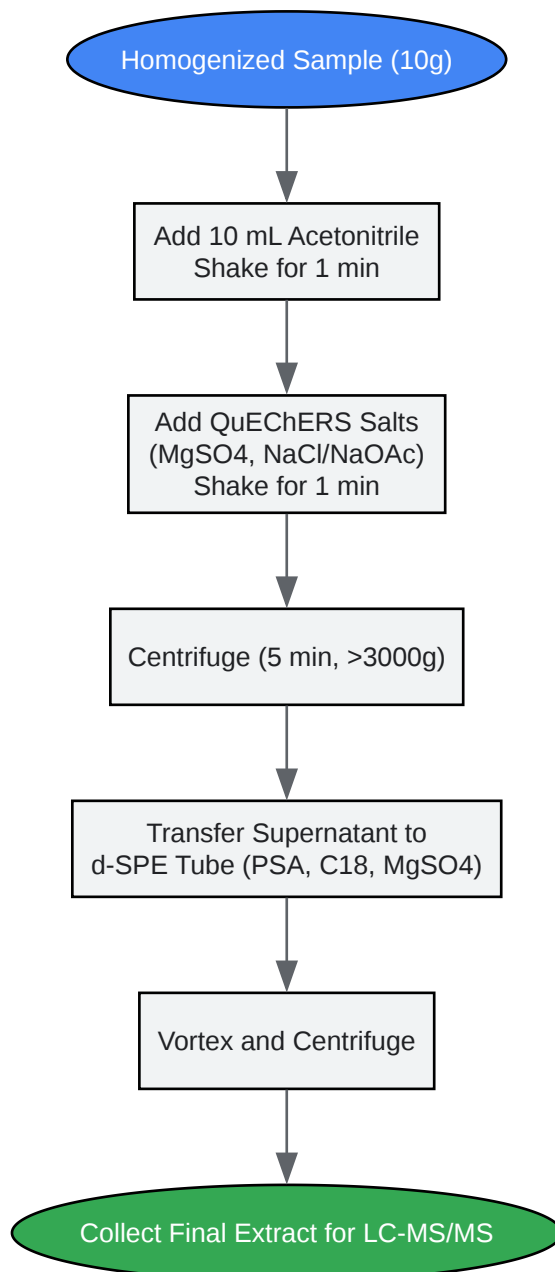 Homogenized Sample (10g)
Add 10 mL Acetonitrile
Shake for 1 min
Add QuEChERS Salts
(MgSO4, NaCl/NaOAc)
Shake for 1 min
Centrifuge (5 min, >3000g)
Transfer Supernatant to
d-SPE Tube (PSA, C18, MgSO4)
Vortex and Centrifuge
Collect Final Extract for LC-MS/MS